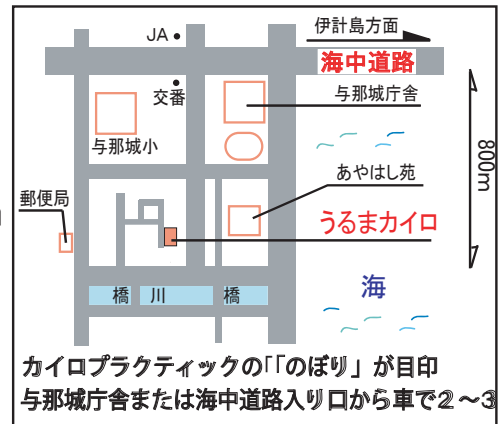 伊計島方面
JA
海中道路
交番
与那城庁舎
与那城小
800m
あやはし苑
郵便局
うるまカイロ
海
橋 川 橋
カイロプラクティックの「「のぼり」が目印
与那城庁舎または海中道路入り口から車で2～3